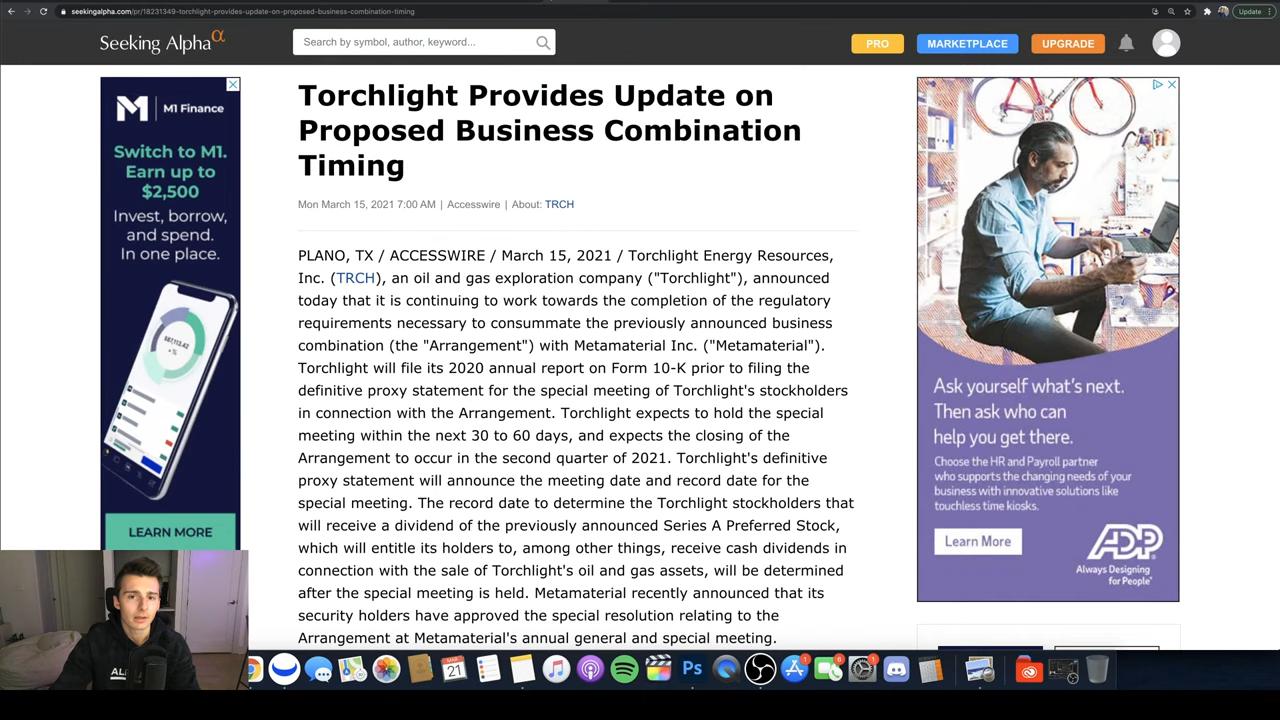 seekingalpha.com/pr/18231349-torchlight-provides-update-on-proposed-business-combination-timing
Update
Seeking Alpha α
Search by symbol, author, keyword...
PRO
MARKETPLACE
UPGRADE
M1 Finance
Switch to M1.
Earn up to
$2,500
Invest, borrow,
and spend.
In one place.
LEARN MORE
Torchlight Provides Update on
Proposed Business Combination
Timing
Mon March 15, 2021 7:00 AM | Accesswire | About: TRCH
PLANO, TX / ACCESSWIRE / March 15, 2021 / Torchlight Energy Resources,
Inc. (TRCH), an oil and gas exploration company ("Torchlight"), announced
today that it is continuing to work towards the completion of the regulatory
requirements necessary to consummate the previously announced business
combination (the "Arrangement") with Metamaterial Inc. ("Metamaterial").
Torchlight will file its 2020 annual report on Form 10-K prior to filing the
definitive proxy statement for the special meeting of Torchlight's stockholders
in connection with the Arrangement. Torchlight expects to hold the special
meeting within the next 30 to 60 days, and expects the closing of the
Arrangement to occur in the second quarter of 2021. Torchlight's definitive
proxy statement will announce the meeting date and record date for the
special meeting. The record date to determine the Torchlight stockholders that
will receive a dividend of the previously announced Series A Preferred Stock,
which will entitle its holders to, among other things, receive cash dividends in
connection with the sale of Torchlight's oil and gas assets, will be determined
after the special meeting is held. Metamaterial recently announced that its
security holders have approved the special resolution relating to the
Arrangement at Metamaterial's annual general and special meeting.
Ask yourself what's next.
Then ask who can
help you get there.
Choose the HR and Payroll partner
who supports the changing needs of your
business with innovative solutions like
touchless time kiosks.
Learn More
ADP
Always Designing
for People
MAR
21
Ps
1
6
1